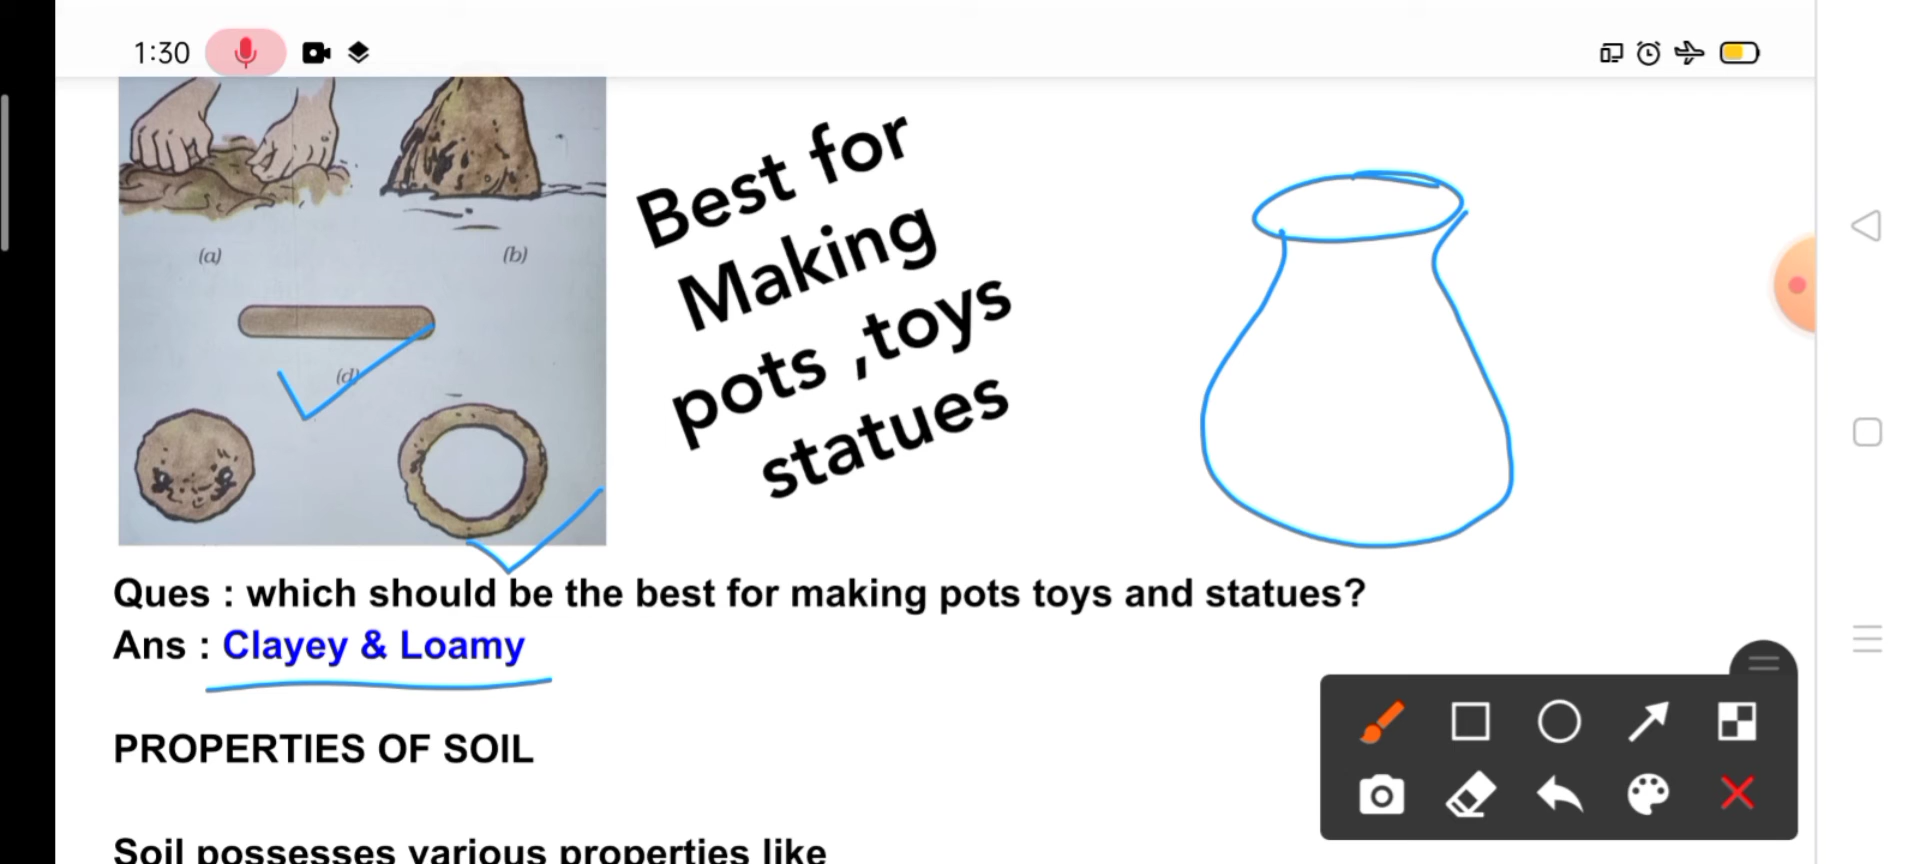 1:30
(a)
(b)
(d)
Best for
Making
pots ,toys
statues
Ques : which should be the best for making pots toys and statues?
Ans : Clayey & Loamy
PROPERTIES OF SOIL
Soil possesses various properties like